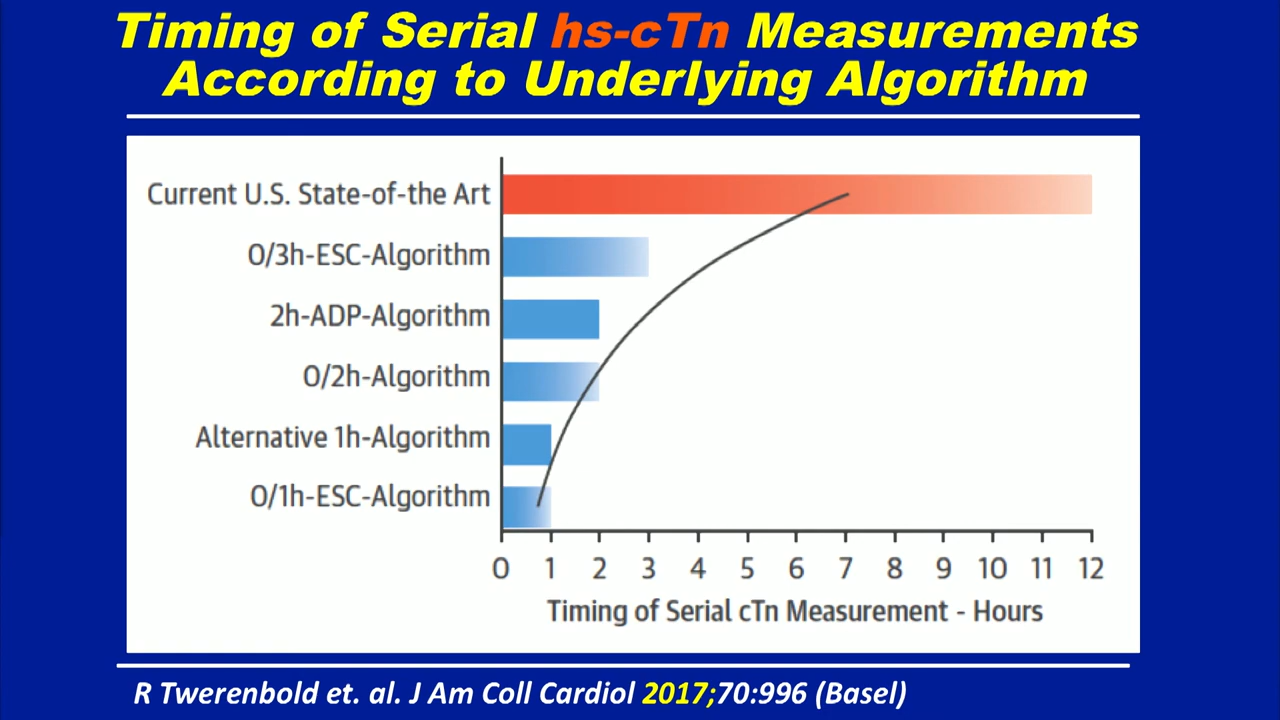 Timing of Serial hs-cTn Measurements
According to Underlying Algorithm
Current U.S. State-of-the Art
0/3h-ESC-Algorithm
2h-ADP-Algorithm
0/2h-Algorithm
Alternative 1h-Algorithm
0/1h-ESC-Algorithm
0 1 2 3 4 5 6 7 8 9 10 11 12
Timing of Serial cTn Measurement - Hours
R Twerenbold et. al. J Am Coll Cardiol 2017;70:996 (Basel)